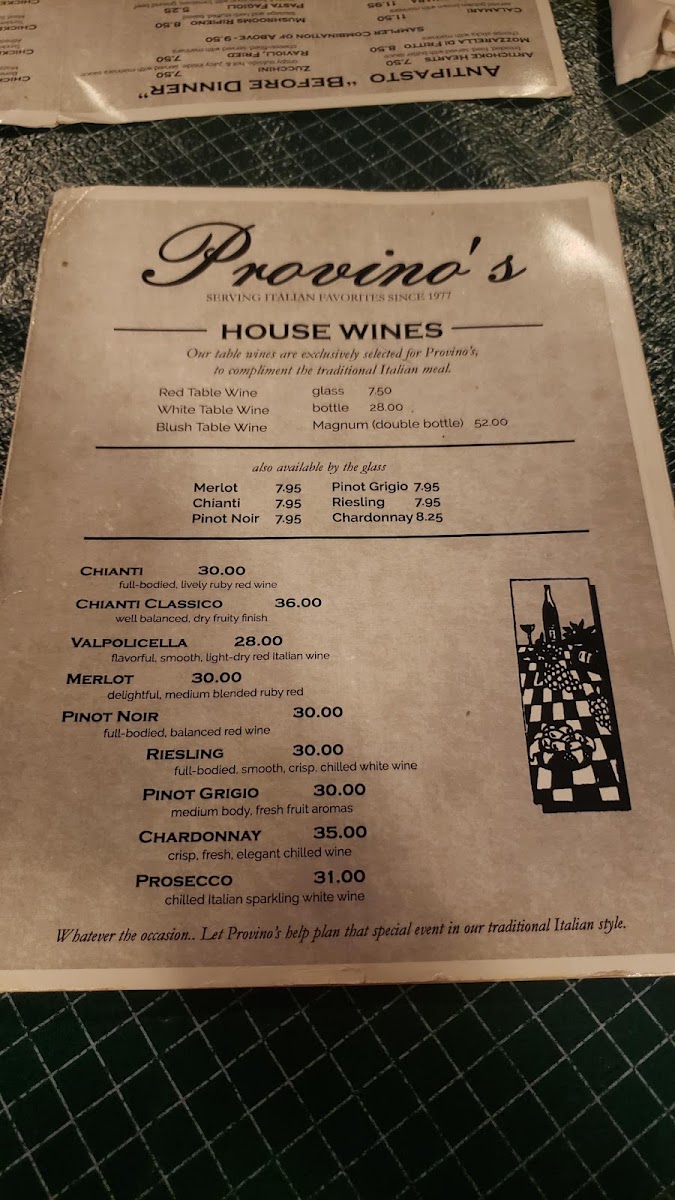 Provino's
SERVING ITALIAN FAVORITES SINCE 1977
HOUSE WINES
Our table wines are exclusively selected for Provino's,
to compliment the traditional Italian meal.
Red Table Wine glass 7.50
White Table Wine bottle 28.00
Blush Table Wine Magnum (double bottle) 52.00
also available by the glass
Merlot 7.95 Pinot Grigio 7.95
Chianti 7.95 Riesling 7.95
Pinot Noir 7.95 Chardonnay 8.25
CHIANTI 30.00
full-bodied, lively ruby red wine
CHIANTI CLASSICO 36.00
well balanced, dry fruity finish
VALPOLICELLA 28.00
flavorful, smooth, light-dry red Italian wine
MERLOT 30.00
delightful, medium blended ruby red
PINOT NOIR 30.00
full-bodied, balanced red wine
RIESLING 30.00
full-bodied, smooth, crisp, chilled white wine
PINOT GRIGIO 30.00
medium body, fresh fruit aromas
CHARDONNAY 35.00
crisp, fresh, elegant chilled wine
PROSECCO 31.00
chilled Italian sparkling white wine
Whatever the occasion.. Let Provino's help plan that special event in our traditional Italian style.
ANTIPASTO "BEFORE DINNER"
ARTICHOKE HEARTS 7.50 ZUCCHINI 7.50
MOZZARELLA DI FRITTO 8.50 RAVIOLI, FRIED 7.50
SAMPLER COMBINATION OF ABOVE - 9.50
CALAMARI 11.50 MUSHROOMS RIPIENO 8.50
11.95 PASTA FAGIOLI 5.25